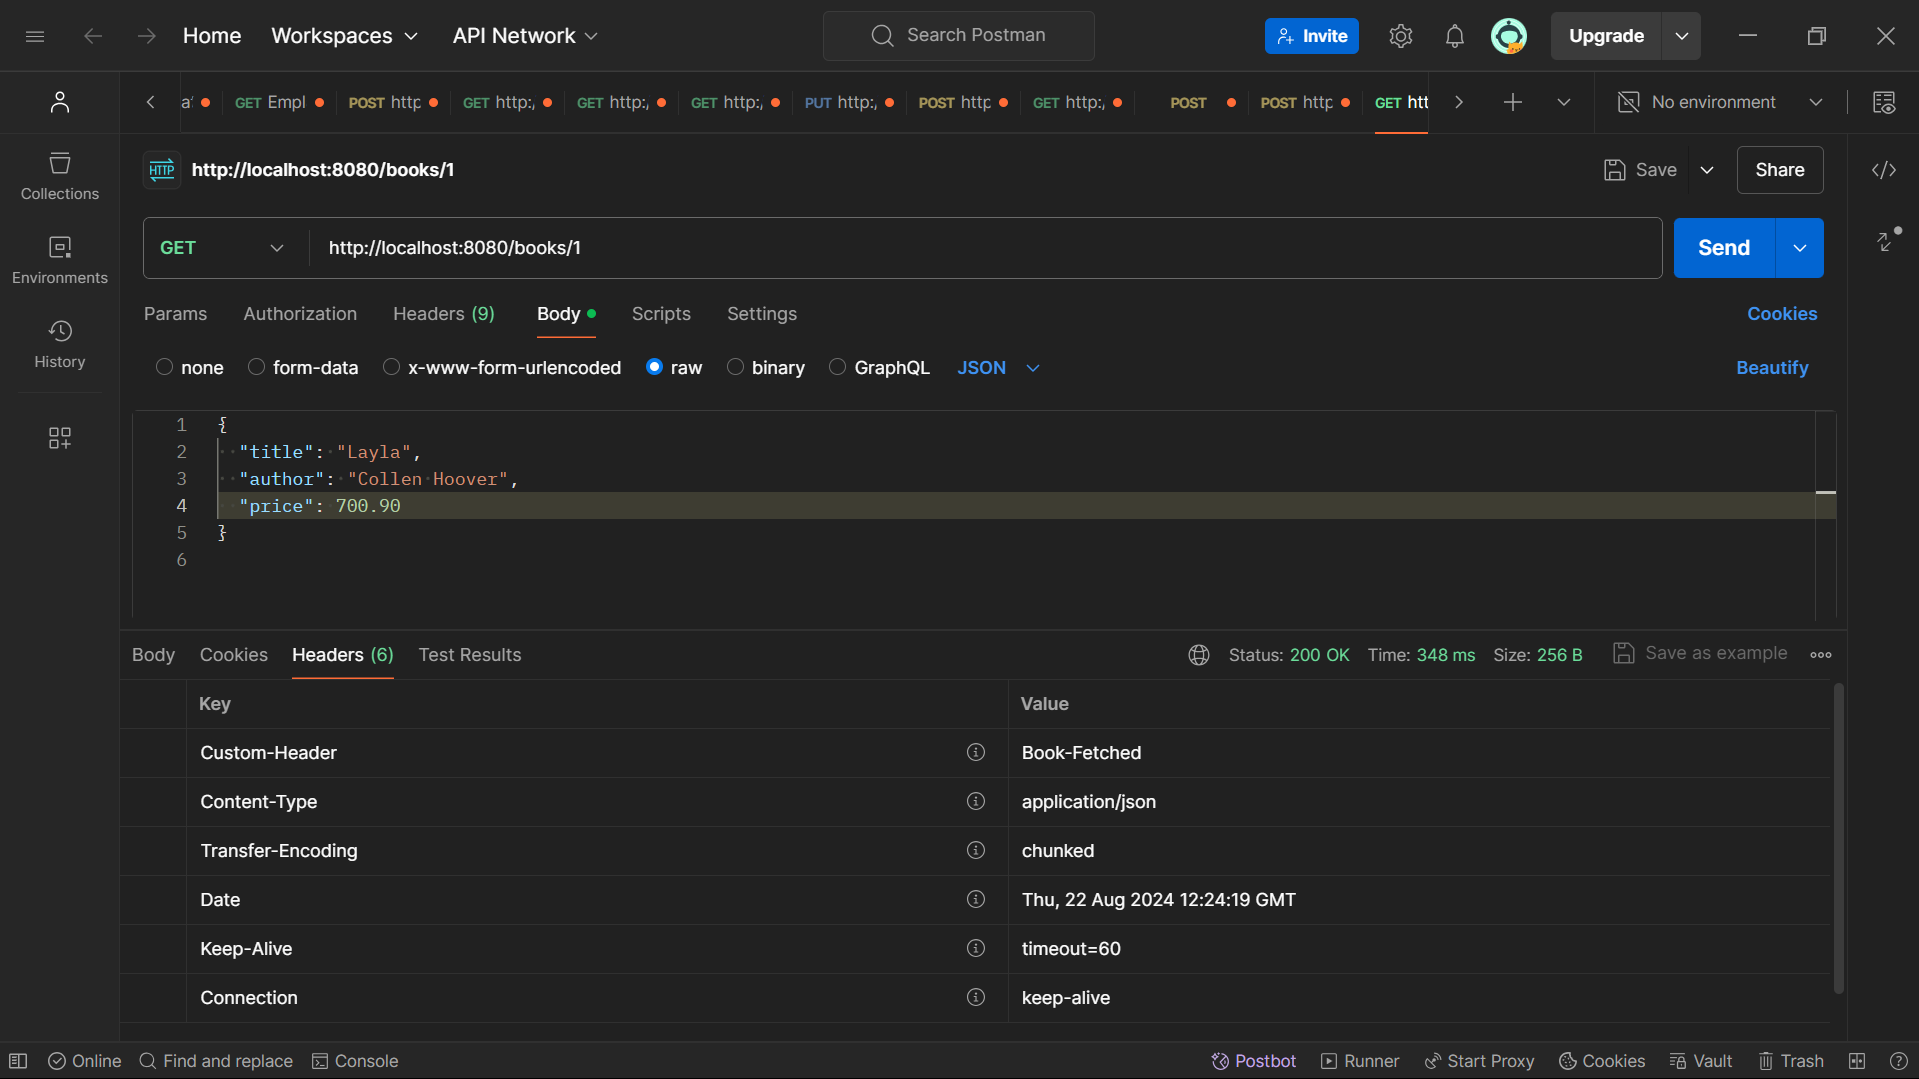 Home Workspaces API Network Search Postman Invite Upgrade
GET Empl POST http GET http:/ GET http:/ GET http:/ PUT http:/ POST http GET http:/ POST POST http GET htt No environment
HTTP http://localhost:8080/books/1 Save Share
Collections
GET http://localhost:8080/books/1 Send
Environments
Params Authorization Headers (9) Body Scripts Settings Cookies
History
none form-data x-www-form-urlencoded raw binary GraphQL JSON Beautify
1 {
2 "title": "Layla",
3 "author": "Collen Hoover",
4 "price": 700.90
5 }
6
Body Cookies Headers (6) Test Results Status: 200 OK Time: 348 ms Size: 256 B Save as example
Key Value
Custom-Header Book-Fetched
Content-Type application/json
Transfer-Encoding chunked
Date Thu, 22 Aug 2024 12:24:19 GMT
Keep-Alive timeout=60
Connection keep-alive
Online Find and replace Console Postbot Runner Start Proxy Cookies Vault Trash